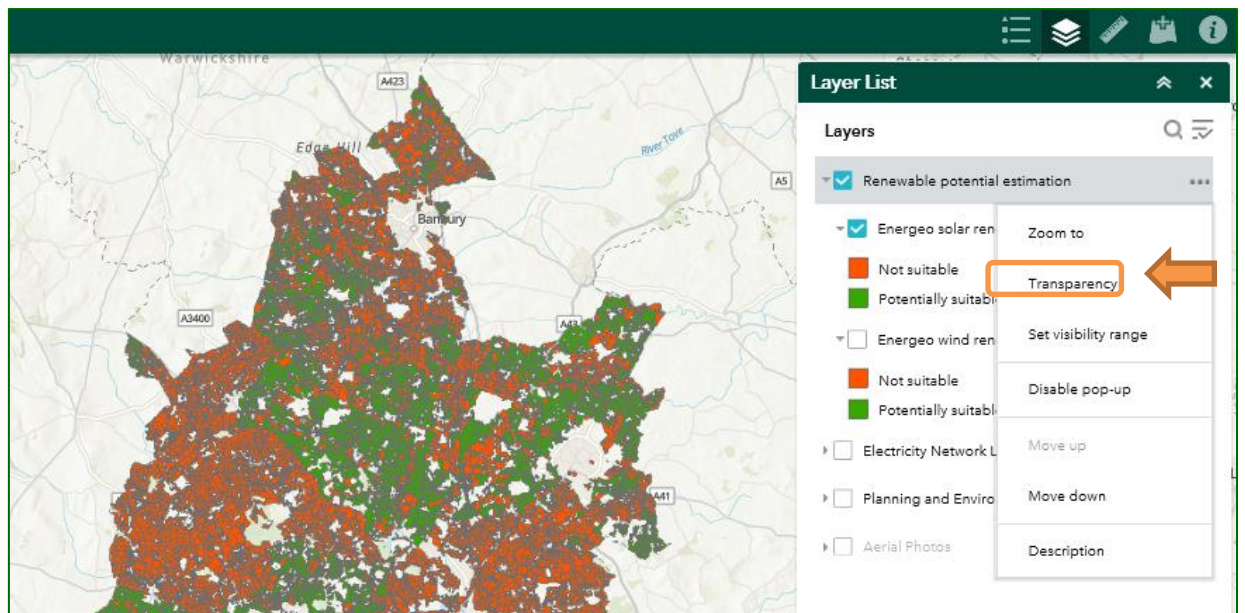 Warwickshire
A423
Edge Hill
River Tove
A5
Banbury
A3400
A43
A41
Layer List
Layers
Renewable potential estimation
Energeo solar ren
Not suitable
Potentially suitabl
Energeo wind ren
Not suitable
Potentially suitabl
Electricity Network L
Planning and Enviro
Aerial Photos
Zoom to
Transparency
Set visibility range
Disable pop-up
Move up
Move down
Description